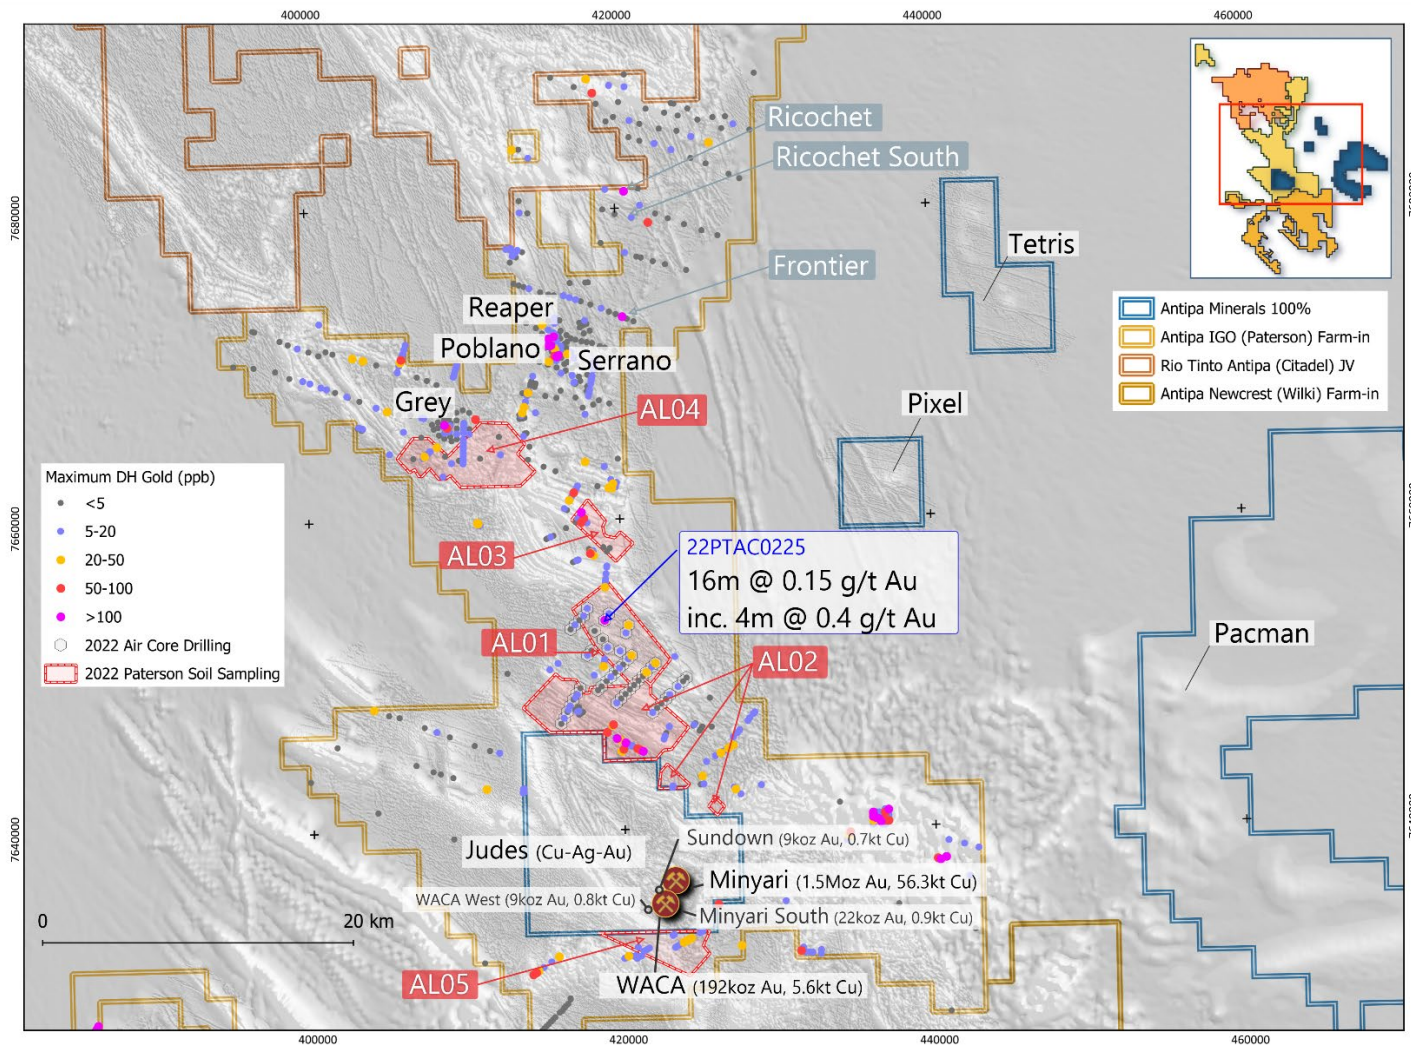 400000
420000
440000
460000
Ricochet
Ricochet South
7680000
Tetris
Frontier
Reaper
Poblano
Serrano
Antipa Minerals 100%
Antipa IGO (Paterson) Farm-in
Rio Tinto Antipa (Citadel) JV
Antipa Newcrest (Wilki) Farm-in
Grey
AL04
Pixel
Maximum DH Gold (ppb)
<5
5-20
20-50
50-100
>100
2022 Air Core Drilling
2022 Paterson Soil Sampling
7660000
AL03
22PTAC0225
16m @ 0.15 g/t Au
inc. 4m @ 0.4 g/t Au
AL01
AL02
Pacman
7640000
Sundown (9koz Au, 0.7kt Cu)
Judes (Cu-Ag-Au)
Minyari (1.5Moz Au, 56.3kt Cu)
WACA West (9koz Au, 0.8kt Cu)
Minyari South (22koz Au, 0.9kt Cu)
0
20 km
AL05
WACA (192koz Au, 5.6kt Cu)
400000
420000
440000
460000